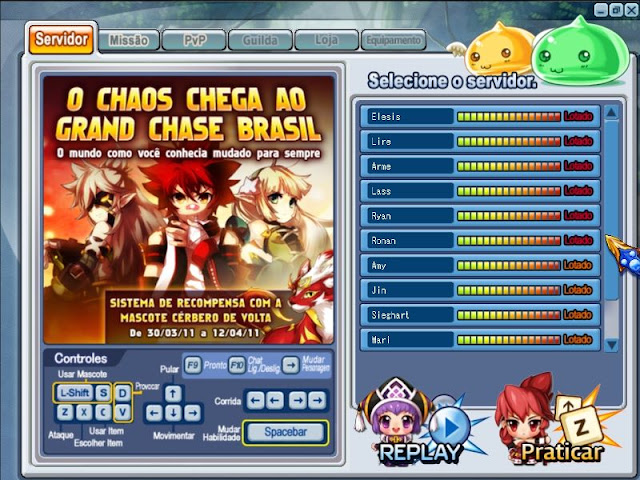 Servidor
Missão
PvP
Guilda
Loja
Equipamento
Selecione o servidor.
O CHAOS CHEGA AO
GRAND CHASE BRASIL
O mundo como você conhecia mudado para sempre
SISTEMA DE RECOMPENSA COM A
MASCOTE CÉRBERO DE VOLTA
De 30/03/11 a 12/04/11
Elesis Lotado
Lire Lotado
Arme Lotado
Lass Lotado
Ryan Lotado
Ronan Lotado
Amy Lotado
Jin Lotado
Sieghart Lotado
Mari Lotado
Controles
Usar Mascote
L-Shift S D Provocar
Z X C V
Usar Item
Ataque
Escolher Item
Pular
Movimentar
F9 Pronto
Chat
Lig./Deslig.
Mudar
Personagem
Corrida
Mudar
Habilidade
Spacebar
REPLAY
Z
Praticar